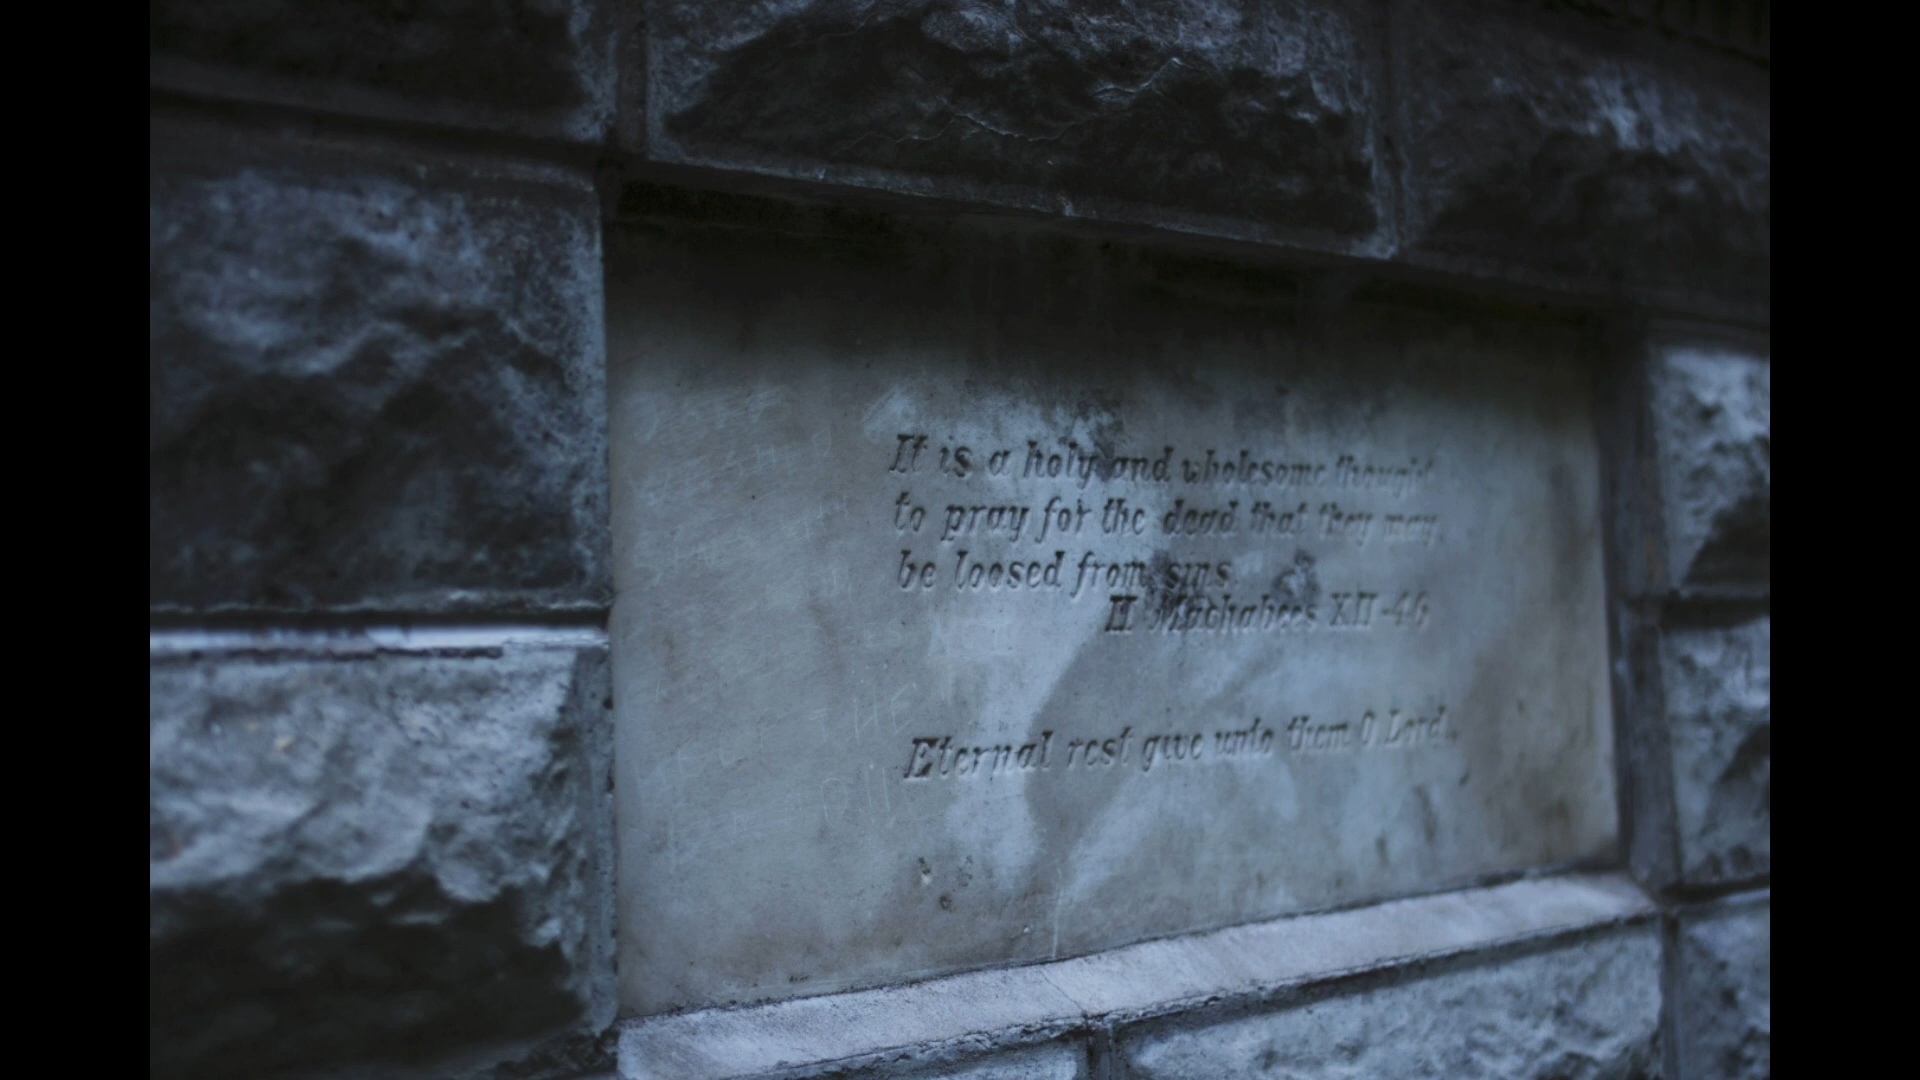 It is a holy and wholesome thought
to pray for the dead that they may
be loosed from sins.
II Machabees XII-46
Eternal rest give unto them O Lord.
THE